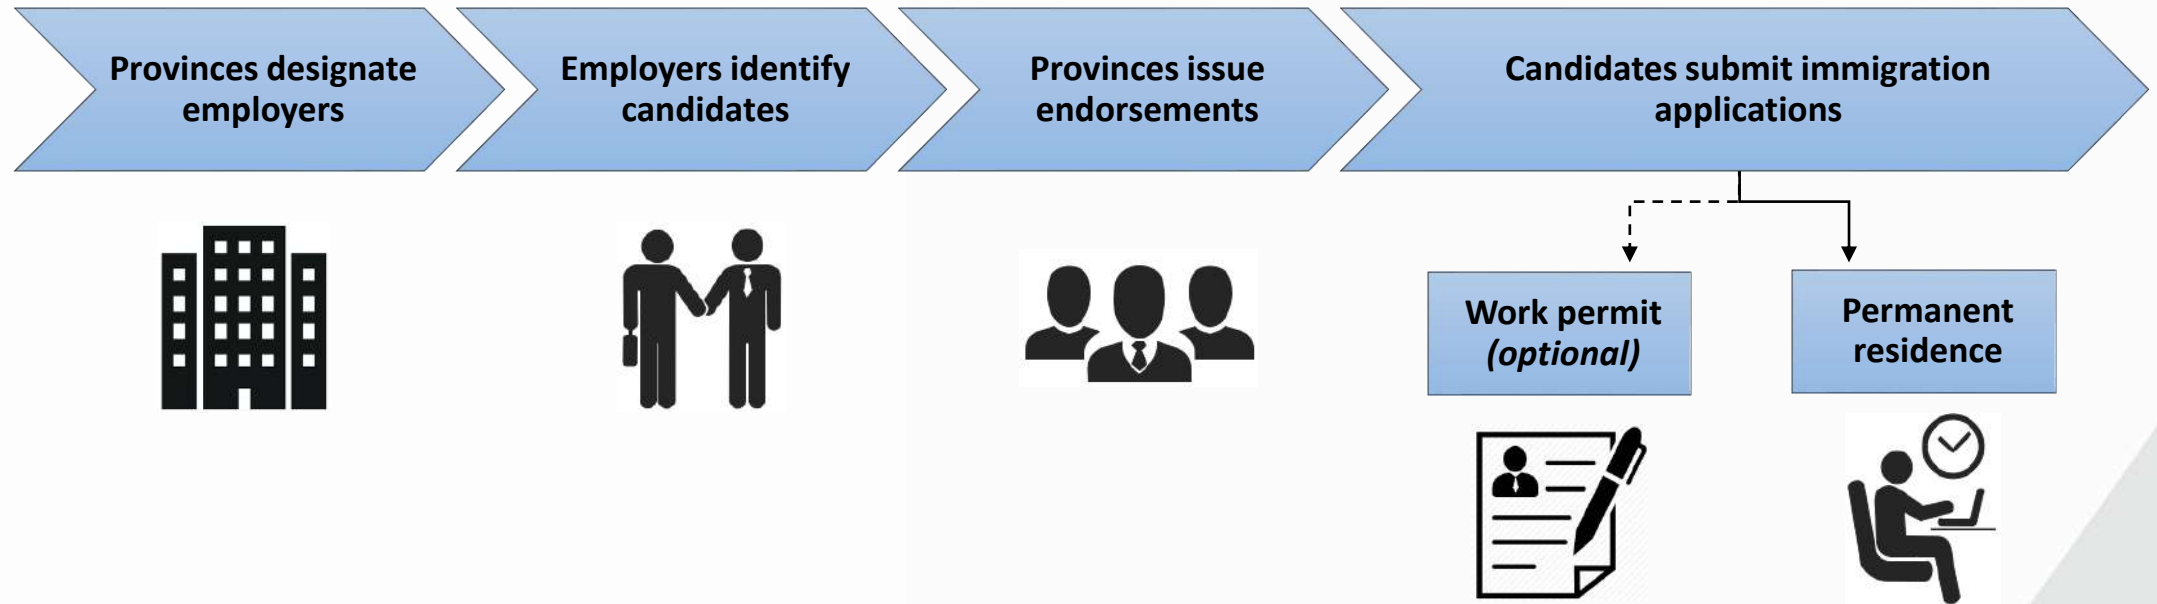 Provinces designate
employers
Employers identify
candidates
Provinces issue
endorsements
Candidates submit immigration
applications
Work permit
(optional)
Permanent
residence